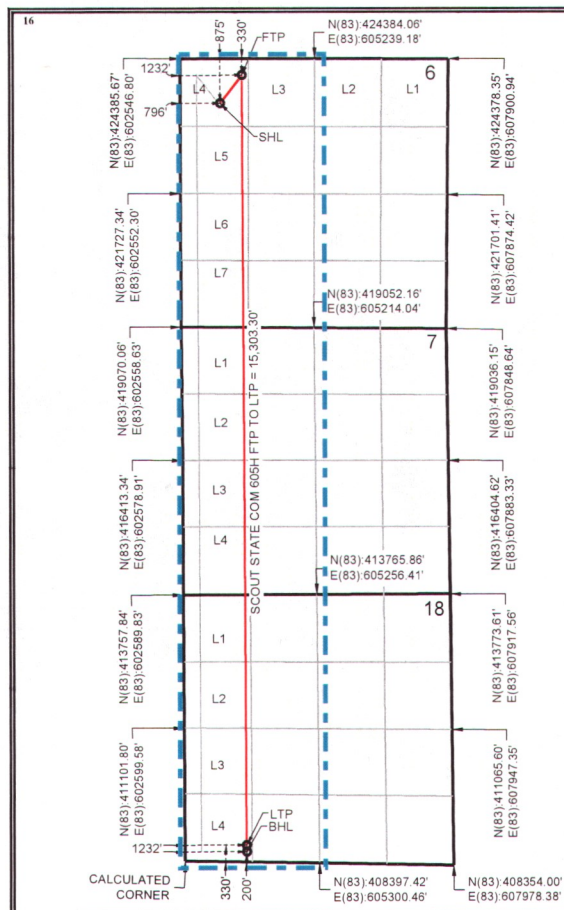 16
875'
330'
FTP
N(83):424384.06'
E(83):605239.18'
1232'
796'
SHL
6
L4
L3
L2
L1
N(83):424385.67'
E(83):602546.80'
N(83):424378.35'
E(83):607900.94'
L5
L6
L7
N(83):421727.34'
E(83):602552.30'
N(83):421701.41'
E(83):607874.42'
N(83):419052.16'
E(83):605214.04'
7
SCOUT STATE COM 605H FTP TO LTP = 15,303.30'
N(83):419070.06'
E(83):602558.63'
N(83):419036.15'
E(83):607848.64'
L1
L2
L3
L4
N(83):416413.34'
E(83):602578.91'
N(83):416404.62'
E(83):607883.33'
N(83):413765.86'
E(83):605256.41'
18
N(83):413757.84'
E(83):602589.83'
N(83):413773.61'
E(83):607917.56'
L1
L2
L3
L4
N(83):411101.80'
E(83):602599.58'
N(83):411065.60'
E(83):607947.35'
LTP
BHL
1232'
330'
200'
CALCULATED
CORNER
N(83):408397.42'
E(83):605300.46'
N(83):408354.00'
E(83):607978.38'